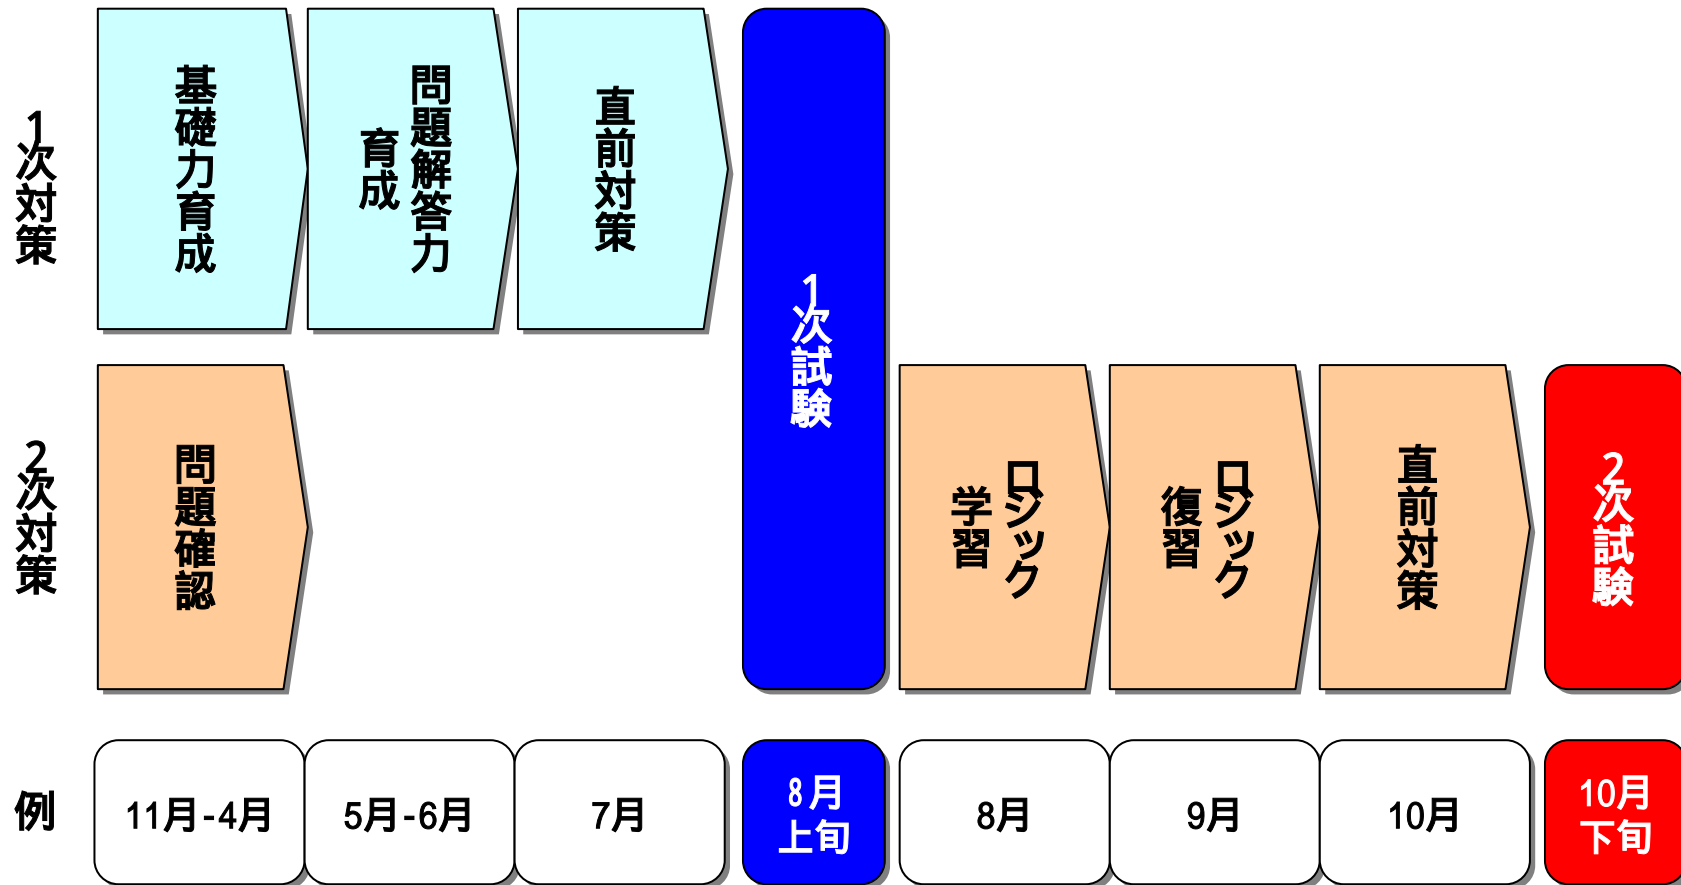 1次対策
基礎力育成
問題解答力
育成
直前対策
1次試験
2次対策
問題確認
ロジック
学習
ロジック
復習
直前対策
2次試験
例
11月-4月
5月-6月
7月
8月
上旬
8月
9月
10月
10月
下旬